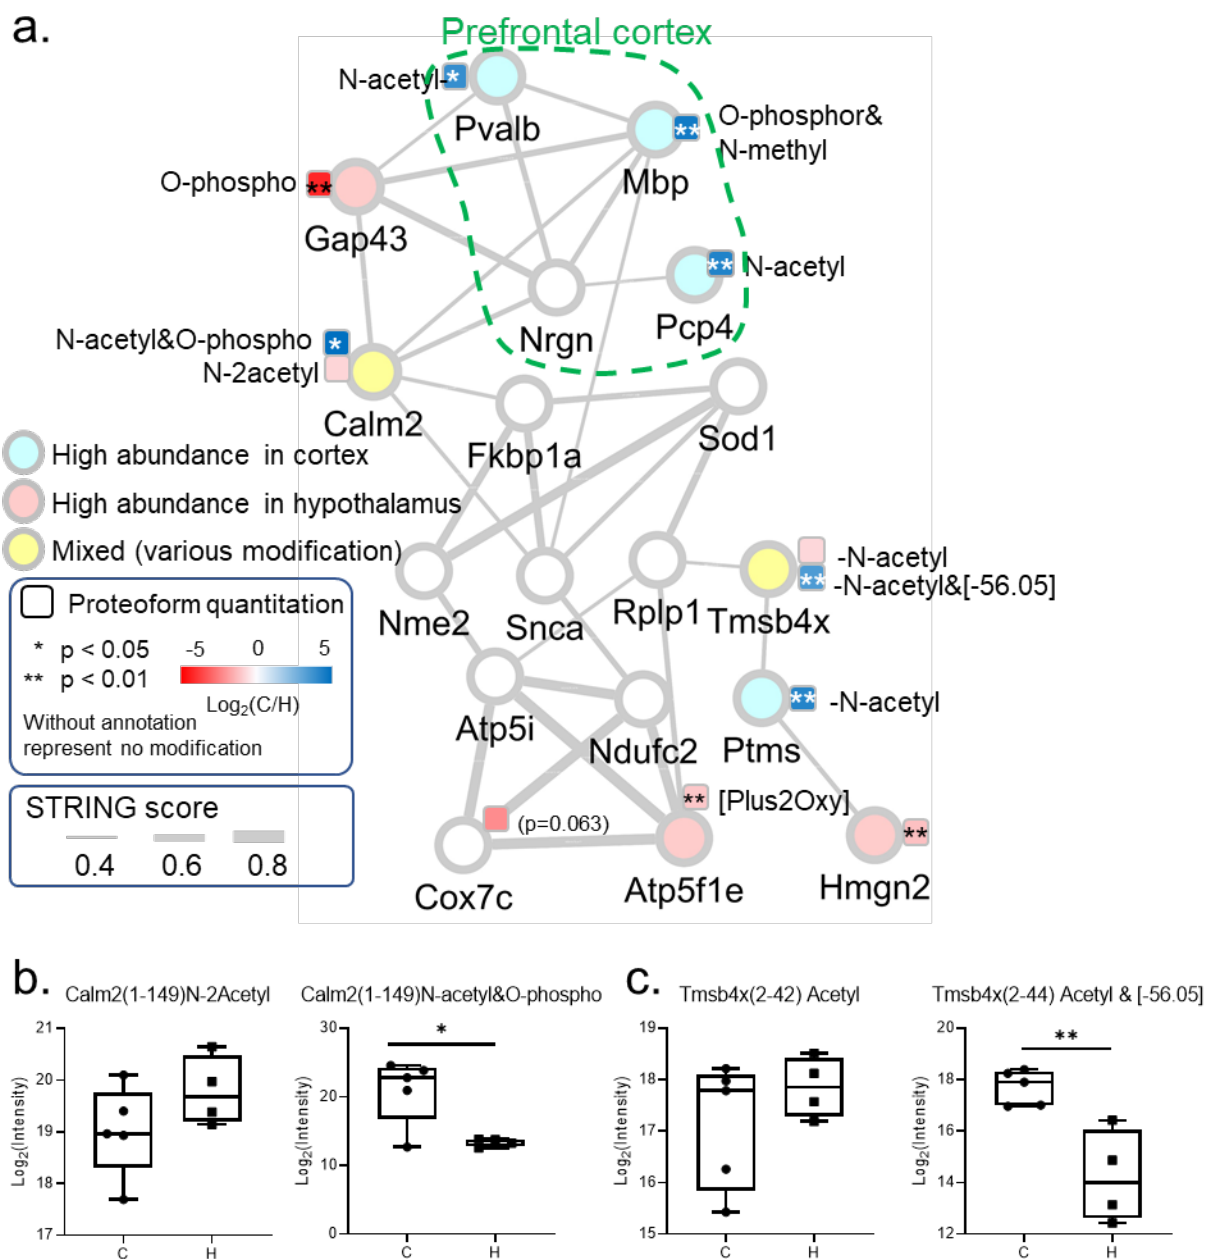 a.
Prefrontal cortex
N-acetyl-
*
Pvalb
**
O-phosphor&
N-methyl
Mbp
O-phospho
**
Gap43
**
N-acetyl
Nrgn
Pcp4
N-acetyl&O-phospho
*
N-2acetyl
Calm2
Fkbp1a
Sod1
High abundance in cortex
High abundance in hypothalamus
Mixed (various modification)
Proteoform quantitation
* p < 0.05
** p < 0.01
-5 0 5
Log₂(C/H)
Without annotation
represent no modification
STRING score
0.4 0.6 0.8
Nme2
Snca
Rplp1
Tmsb4x
-N-acetyl
**
-N-acetyl&[-56.05]
Atp5i
Ndufc2
Ptms
**
-N-acetyl
(p=0.063)
**
[Plus2Oxy]
**
Cox7c
Atp5f1e
Hmgn2
b.
Calm2(1-149)N-2Acetyl
Log₂(Intensity)
21
20
19
18
17
C H
Calm2(1-149)N-acetyl&O-phospho
*
Log₂(Intensity)
30
20
10
0
C H
c.
Tmsb4x(2-42) Acetyl
Log₂(Intensity)
19
18
17
16
15
C H
Tmsb4x(2-44) Acetyl & [-56.05]
**
Log₂(Intensity)
20
18
16
14
12
C H